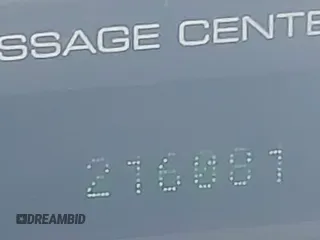 SSAGE CENTE
216081
DREAMBID